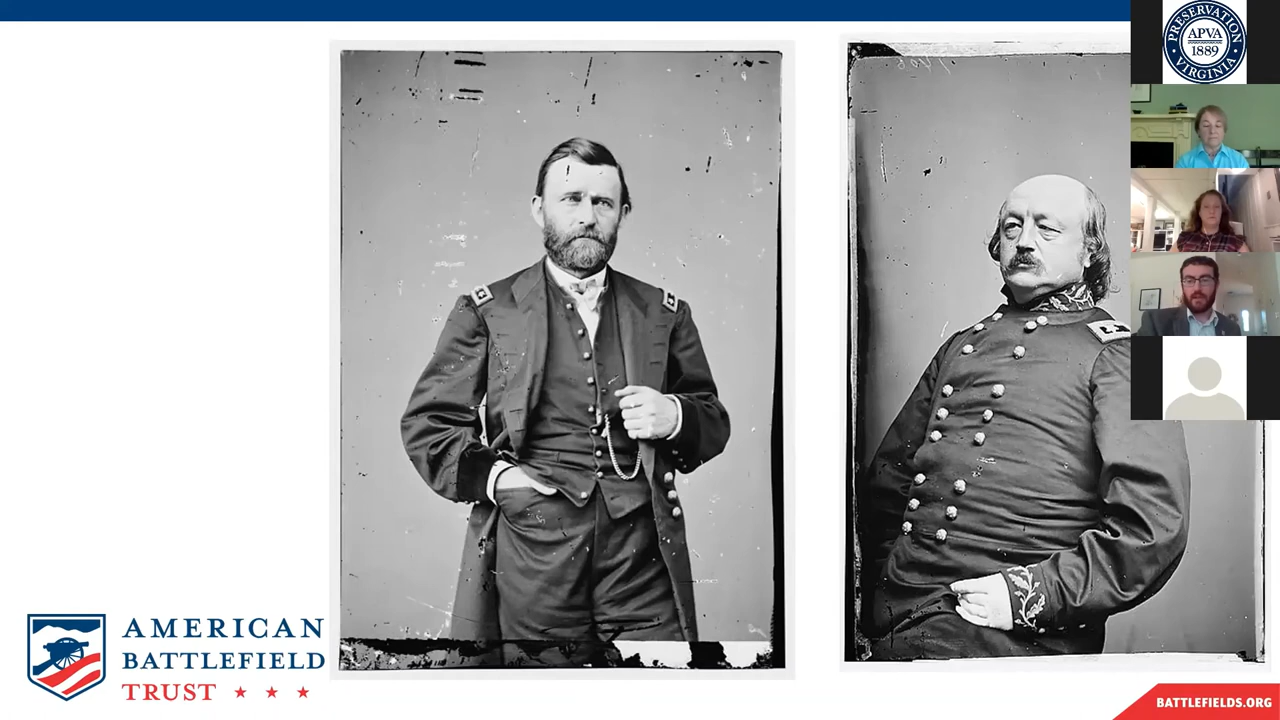 PRESERVATION
APVA
1889
VIRGINIA
AMERICAN
BATTLEFIELD
TRUST
BATTLEFIELDS.ORG